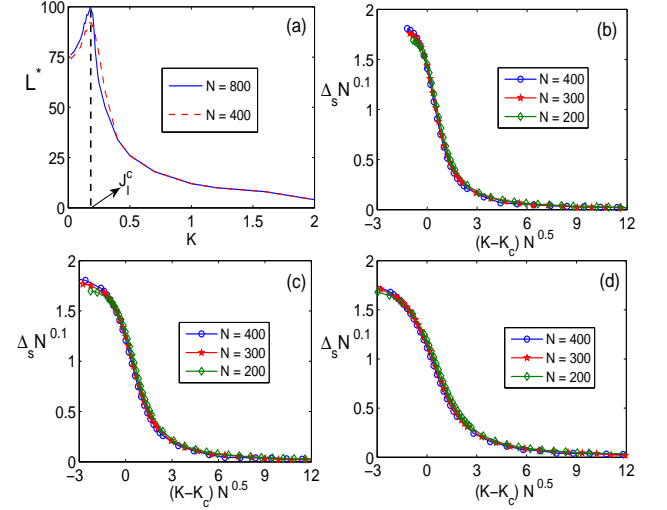 (a)
L*
100
75
50
25
0
0 0.5 1 1.5 2
K
J_l^c
N = 800
N = 400
(b)
Δ_s N^0.1
2
1.5
1
0.5
0
−3 0 3 6 9 12
(K−K_c) N^0.5
N = 400
N = 300
N = 200
(c)
Δ_s N^0.1
2
1.5
1
0.5
0
−3 0 3 6 9 12
(K−K_c) N^0.5
N = 400
N = 300
N = 200
(d)
Δ_s N^0.1
2
1.5
1
0.5
0
−3 0 3 6 9 12
(K−K_c) N^0.5
N = 400
N = 300
N = 200